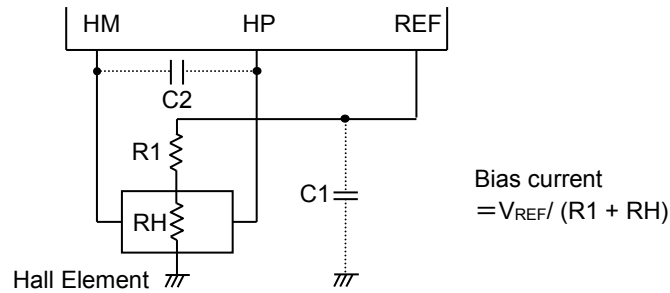 HM HP REF
C2
R1
C1
RH
Hall Element
Bias current
=VREF/ (R1 + RH)